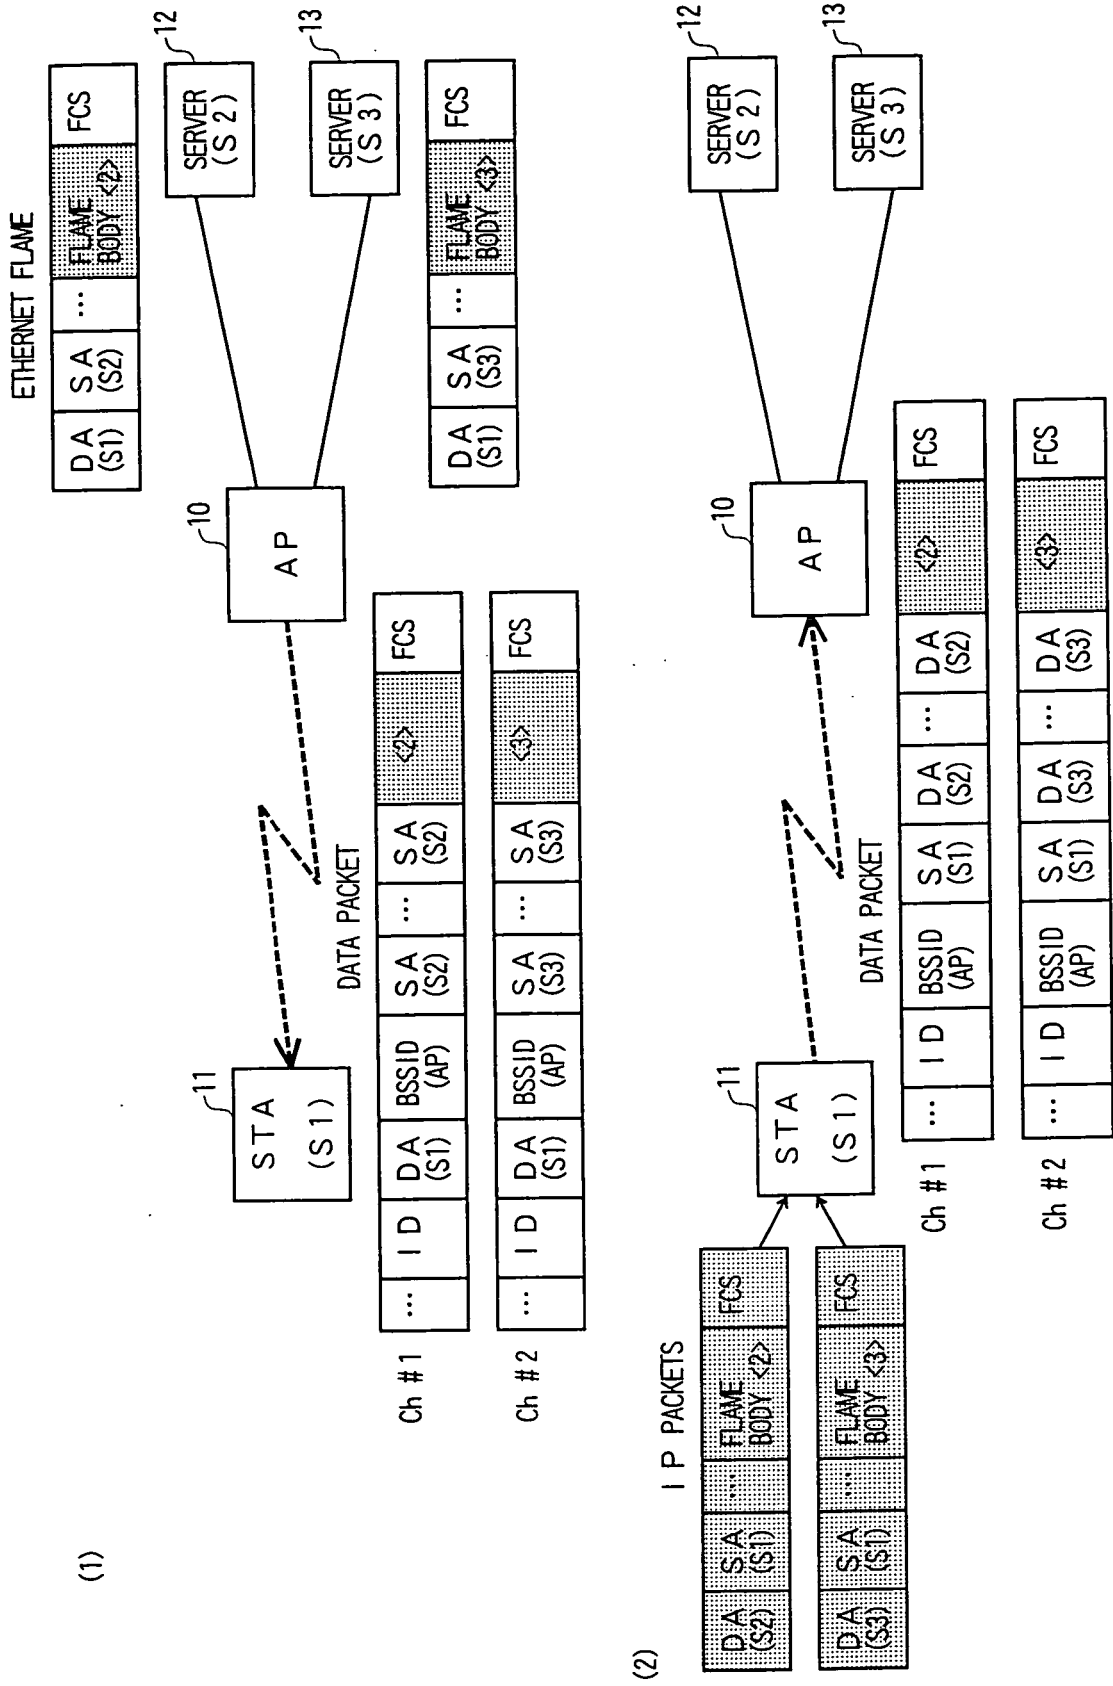 (1)
ETHERNET FLAME
DA
(S1)
SA
(S2)
...
FLAME
BODY <2>
FCS
12
SERVER
(S2)
13
SERVER
(S3)
DA
(S1)
SA
(S3)
...
FLAME
BODY <3>
FCS
10
AP
11
STA
(S1)
DATA PACKET
Ch #1
...
ID
DA
(S1)
BSSID
(AP)
SA
(S2)
...
SA
(S2)
<2>
FCS
Ch #2
...
ID
DA
(S1)
BSSID
(AP)
SA
(S3)
...
SA
(S3)
<3>
FCS
(2)
IP PACKETS
DA
(S2)
SA
(S1)
...
FLAME
BODY <2>
FCS
DA
(S3)
SA
(S1)
...
FLAME
BODY <3>
FCS
11
STA
(S1)
10
AP
12
SERVER
(S2)
13
SERVER
(S3)
DATA PACKET
Ch #1
...
ID
BSSID
(AP)
SA
(S1)
DA
(S2)
...
DA
(S2)
<2>
FCS
Ch #2
...
ID
BSSID
(AP)
SA
(S1)
DA
(S3)
...
DA
(S3)
<3>
FCS